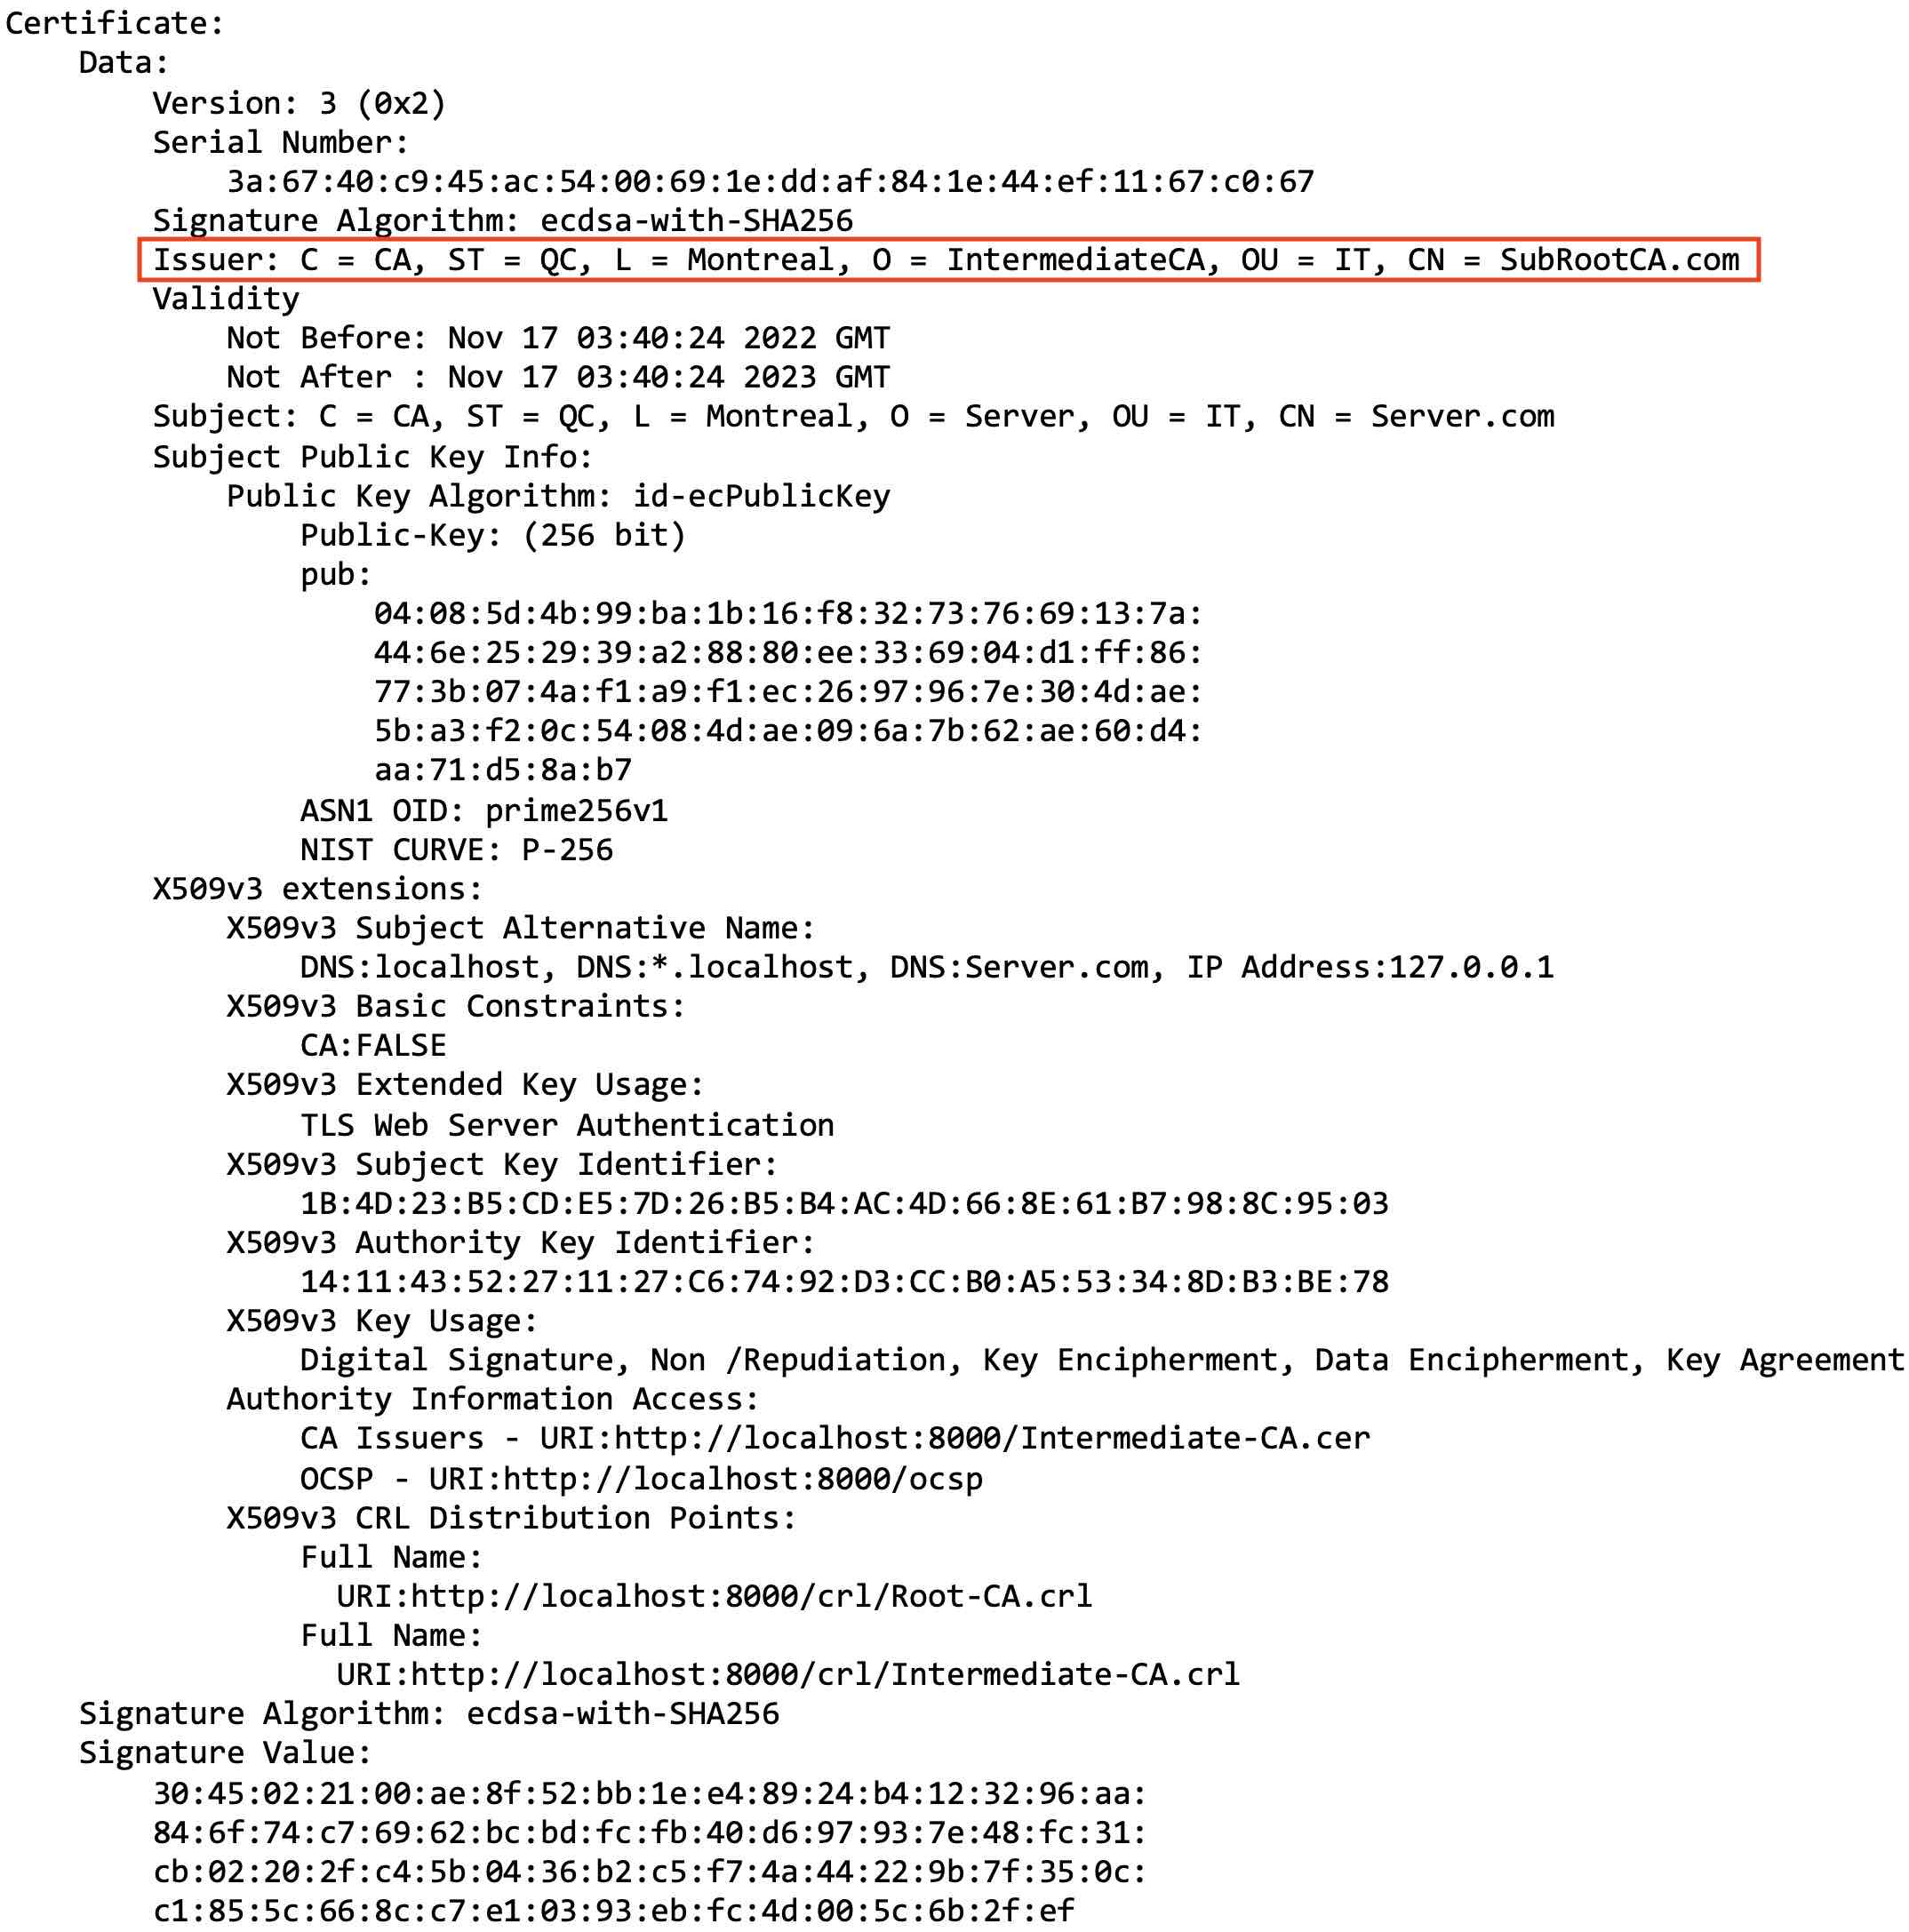 Certificate:
Data:
Version: 3 (0x2)
Serial Number:
3a:67:40:c9:45:ac:54:00:69:1e:dd:af:84:1e:44:ef:11:67:c0:67
Signature Algorithm: ecdsa-with-SHA256
Issuer: C = CA, ST = QC, L = Montreal, O = IntermediateCA, OU = IT, CN = SubRootCA.com
Validity
Not Before: Nov 17 03:40:24 2022 GMT
Not After : Nov 17 03:40:24 2023 GMT
Subject: C = CA, ST = QC, L = Montreal, O = Server, OU = IT, CN = Server.com
Subject Public Key Info:
Public Key Algorithm: id-ecPublicKey
Public-Key: (256 bit)
pub:
04:08:5d:4b:99:ba:1b:16:f8:32:73:76:69:13:7a:
44:6e:25:29:39:a2:88:80:ee:33:69:04:d1:ff:86:
77:3b:07:4a:f1:a9:f1:ec:26:97:96:7e:30:4d:ae:
5b:a3:f2:0c:54:08:4d:ae:09:6a:7b:62:ae:60:d4:
aa:71:d5:8a:b7
ASN1 OID: prime256v1
NIST CURVE: P-256
X509v3 extensions:
X509v3 Subject Alternative Name:
DNS:localhost, DNS:*.localhost, DNS:Server.com, IP Address:127.0.0.1
X509v3 Basic Constraints:
CA:FALSE
X509v3 Extended Key Usage:
TLS Web Server Authentication
X509v3 Subject Key Identifier:
1B:4D:23:B5:CD:E5:7D:26:B5:B4:AC:4D:66:8E:61:B7:98:8C:95:03
X509v3 Authority Key Identifier:
14:11:43:52:27:11:27:C6:74:92:D3:CC:B0:A5:53:34:8D:B3:BE:78
X509v3 Key Usage:
Digital Signature, Non /Repudiation, Key Encipherment, Data Encipherment, Key Agreement
Authority Information Access:
CA Issuers - URI:http://localhost:8000/Intermediate-CA.cer
OCSP - URI:http://localhost:8000/ocsp
X509v3 CRL Distribution Points:
Full Name:
URI:http://localhost:8000/crl/Root-CA.crl
Full Name:
URI:http://localhost:8000/crl/Intermediate-CA.crl
Signature Algorithm: ecdsa-with-SHA256
Signature Value:
30:45:02:21:00:ae:8f:52:bb:1e:e4:89:24:b4:12:32:96:aa:
84:6f:74:c7:69:62:bc:bd:fc:fb:40:d6:97:93:7e:48:fc:31:
cb:02:20:2f:c4:5b:04:36:b2:c5:f7:4a:44:22:9b:7f:35:0c:
c1:85:5c:66:8c:c7:e1:03:93:eb:fc:4d:00:5c:6b:2f:ef